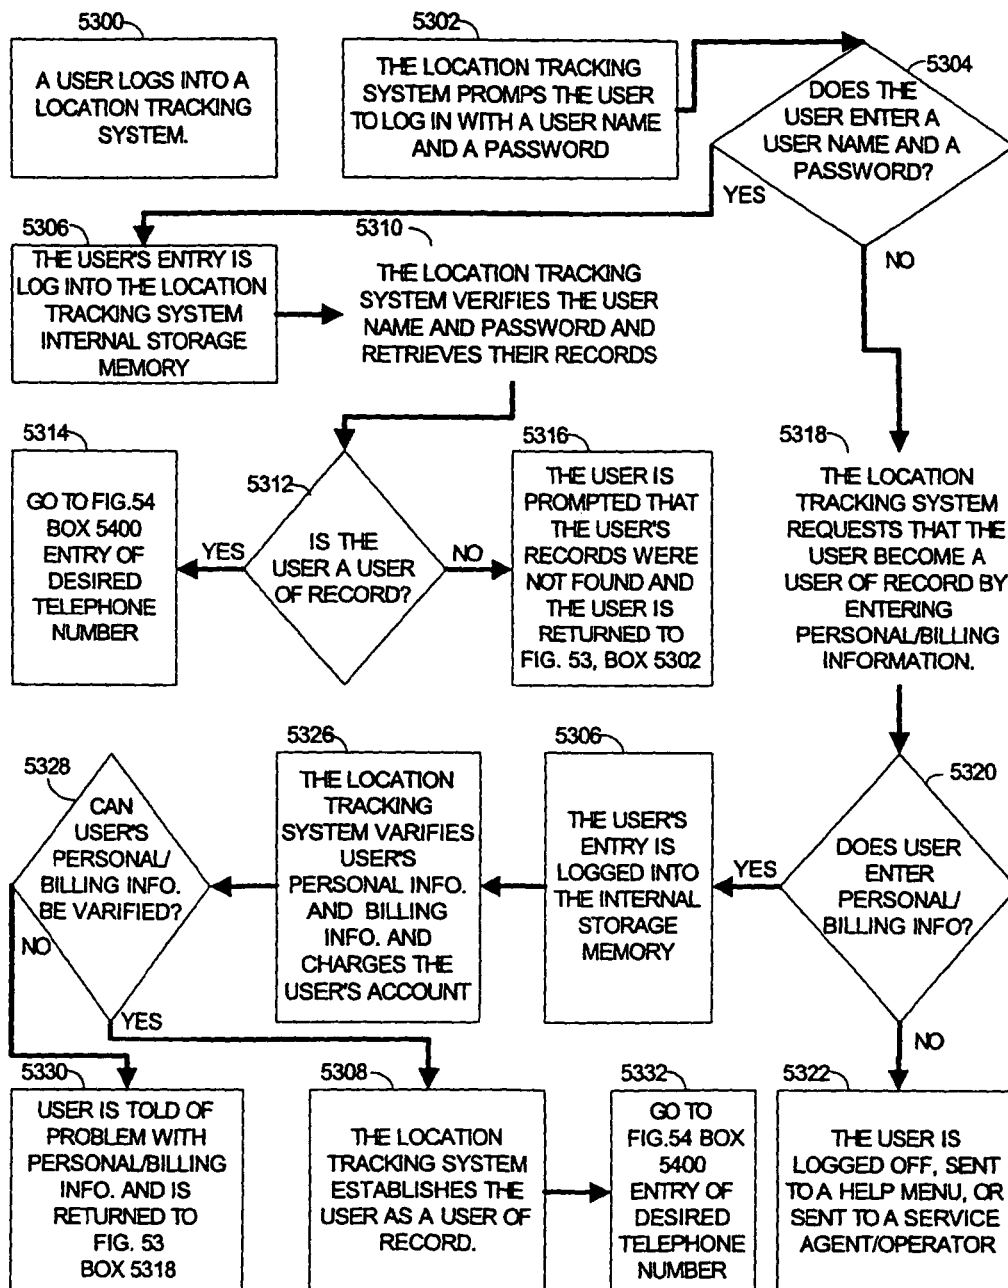 5300
A USER LOGS INTO A
LOCATION TRACKING
SYSTEM.
5302
THE LOCATION TRACKING
SYSTEM PROMPS THE USER
TO LOG IN WITH A USER NAME
AND A PASSWORD
5304
DOES THE
USER ENTER A
USER NAME AND A
PASSWORD?
YES
NO
5306
THE USER'S ENTRY IS
LOG INTO THE LOCATION
TRACKING SYSTEM
INTERNAL STORAGE
MEMORY
5310
THE LOCATION TRACKING
SYSTEM VERIFIES THE USER
NAME AND PASSWORD AND
RETRIEVES THEIR RECORDS
5314
GO TO FIG.54
BOX 5400
ENTRY OF
DESIRED
TELEPHONE
NUMBER
YES
5312
IS THE
USER A USER
OF RECORD?
NO
5316
THE USER IS
PROMPTED THAT
THE USER'S
RECORDS WERE
NOT FOUND AND
THE USER IS
RETURNED TO
FIG. 53, BOX 5302
5318
THE LOCATION
TRACKING SYSTEM
REQUESTS THAT THE
USER BECOME A
USER OF RECORD BY
ENTERING
PERSONAL/BILLING
INFORMATION.
5328
CAN
USER'S
PERSONAL/
BILLING INFO.
BE VARIFIED?
NO
YES
5326
THE LOCATION
TRACKING
SYSTEM VARIFIES
USER'S
PERSONAL INFO.
AND BILLING
INFO. AND
CHARGES THE
USER'S ACCOUNT
5306
THE USER'S
ENTRY IS
LOGGED INTO
THE INTERNAL
STORAGE
MEMORY
YES
5320
DOES USER
ENTER
PERSONAL/
BILLING INFO?
NO
5330
USER IS TOLD OF
PROBLEM WITH
PERSONAL/BILLING
INFO. AND IS
RETURNED TO
FIG. 53
BOX 5318
5308
THE LOCATION
TRACKING SYSTEM
ESTABLISHES THE
USER AS A USER OF
RECORD.
5332
GO TO
FIG.54 BOX
5400
ENTRY OF
DESIRED
TELEPHONE
NUMBER
5322
THE USER IS
LOGGED OFF, SENT
TO A HELP MENU, OR
SENT TO A SERVICE
AGENT/OPERATOR